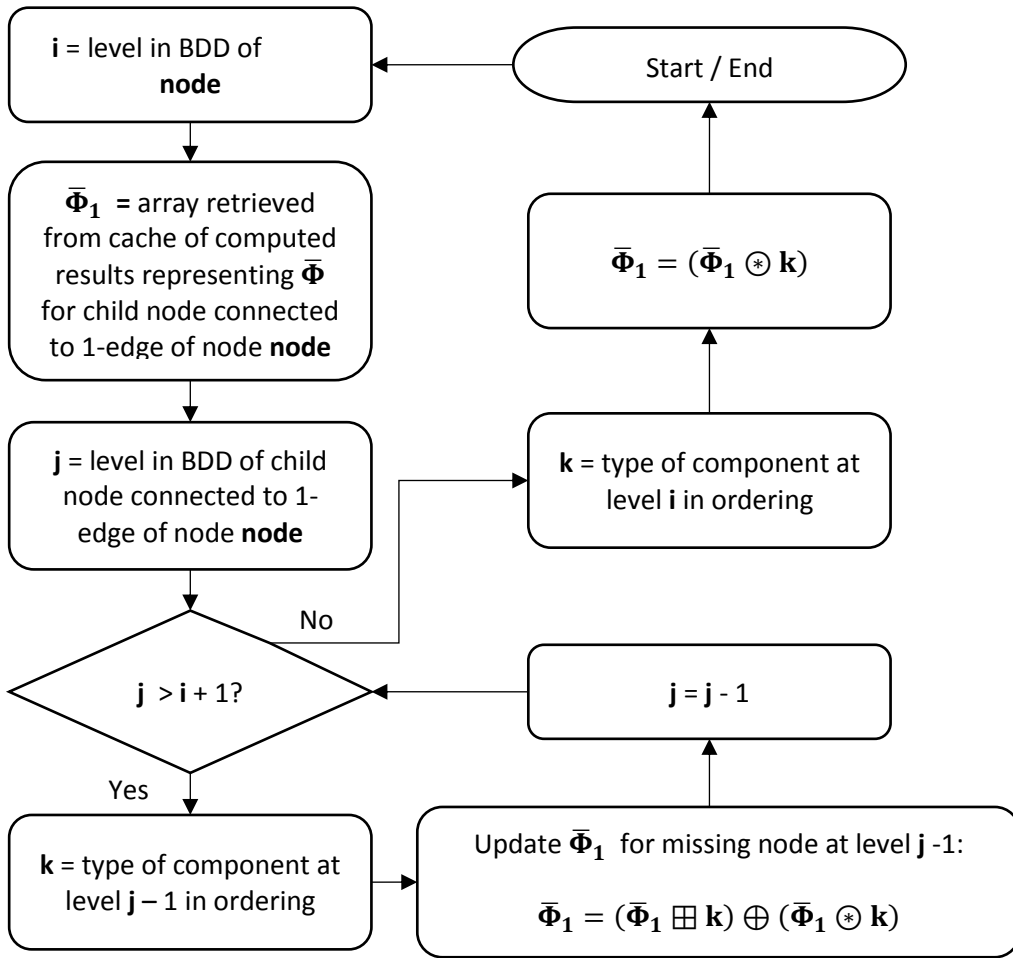 Start / End
i = level in BDD of
node
Φ̅₁ = array retrieved
from cache of computed
results representing Φ̅
for child node connected
to 1-edge of node node
j = level in BDD of child
node connected to 1-
edge of node node
j > i + 1?
No
Yes
k = type of component at
level j – 1 in ordering
Update Φ̅₁ for missing node at level j -1:
Φ̅₁ = (Φ̅₁ ⊞ k) ⊕ (Φ̅₁ ⊛ k)
j = j - 1
k = type of component at
level i in ordering
Φ̅₁ = (Φ̅₁ ⊛ k)